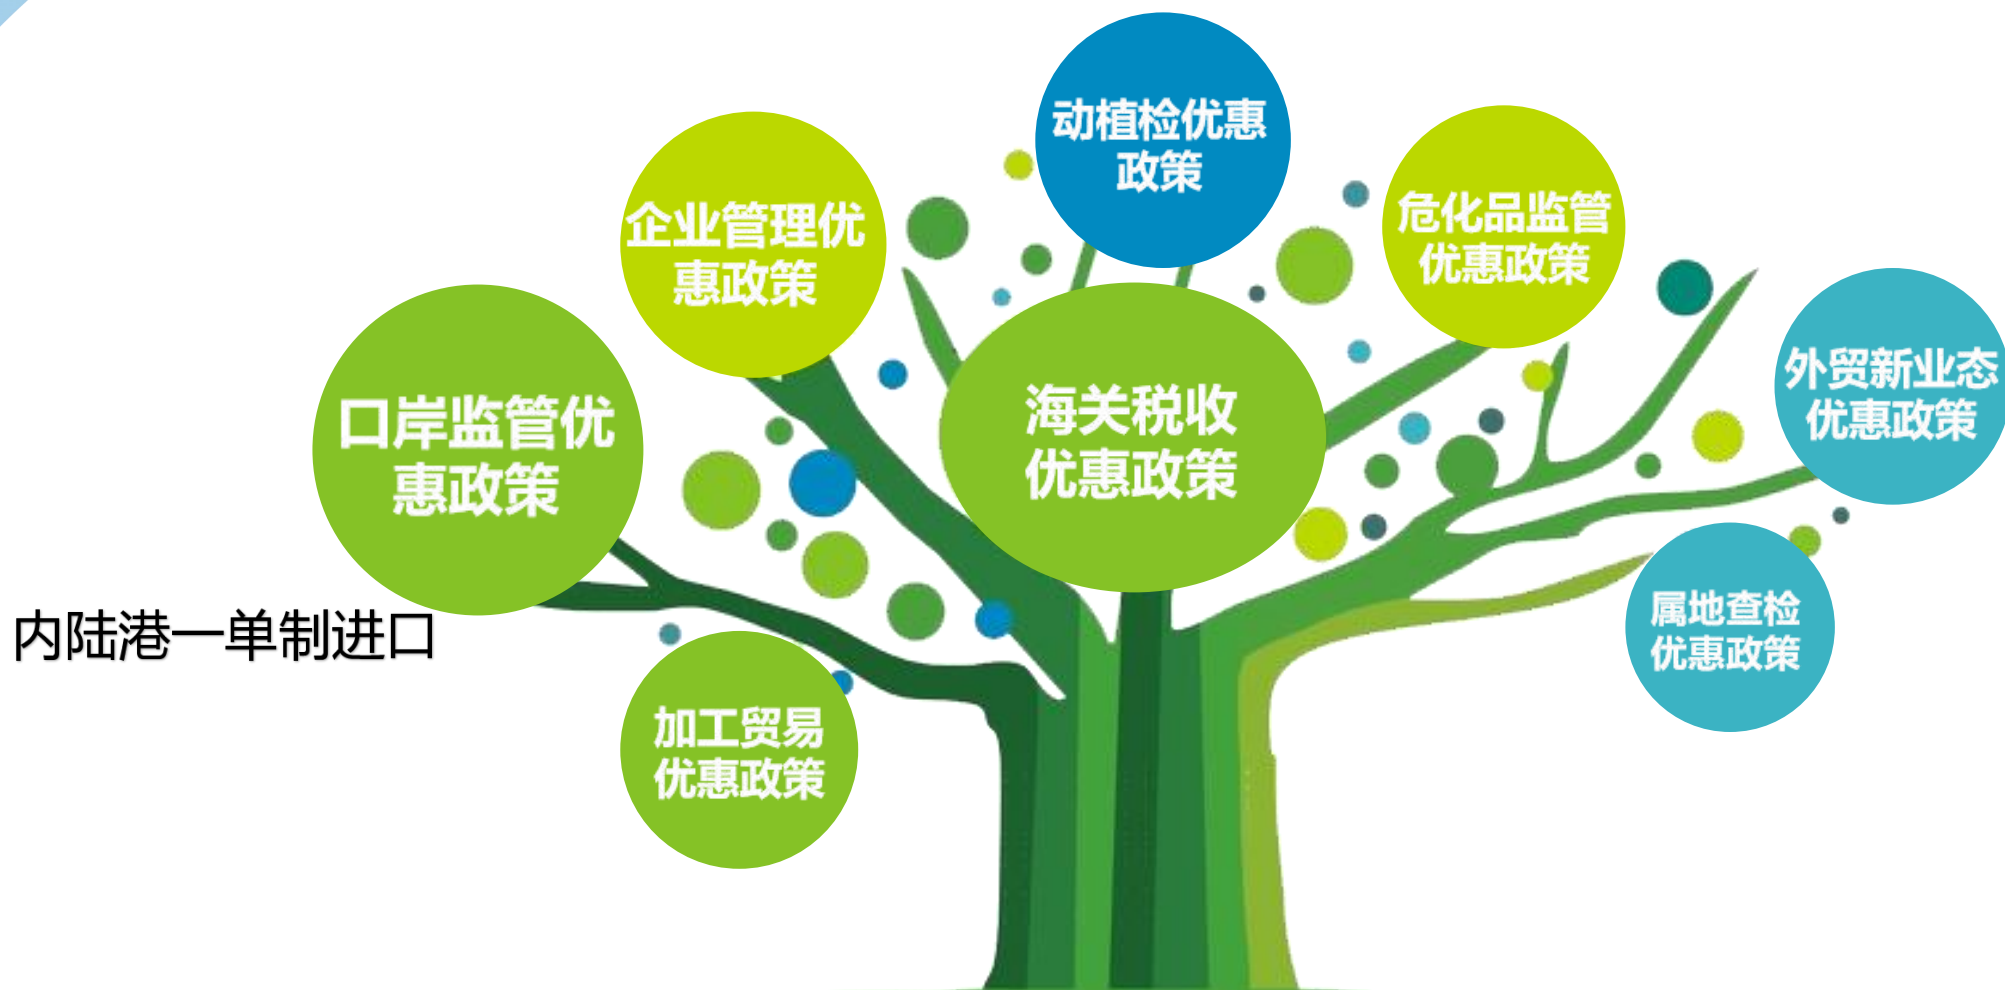 动植检优惠
政策
企业管理优
惠政策
危化品监管
优惠政策
外贸新业态
优惠政策
口岸监管优
惠政策
海关税收
优惠政策
属地查检
优惠政策
内陆港一单制进口
加工贸易
优惠政策